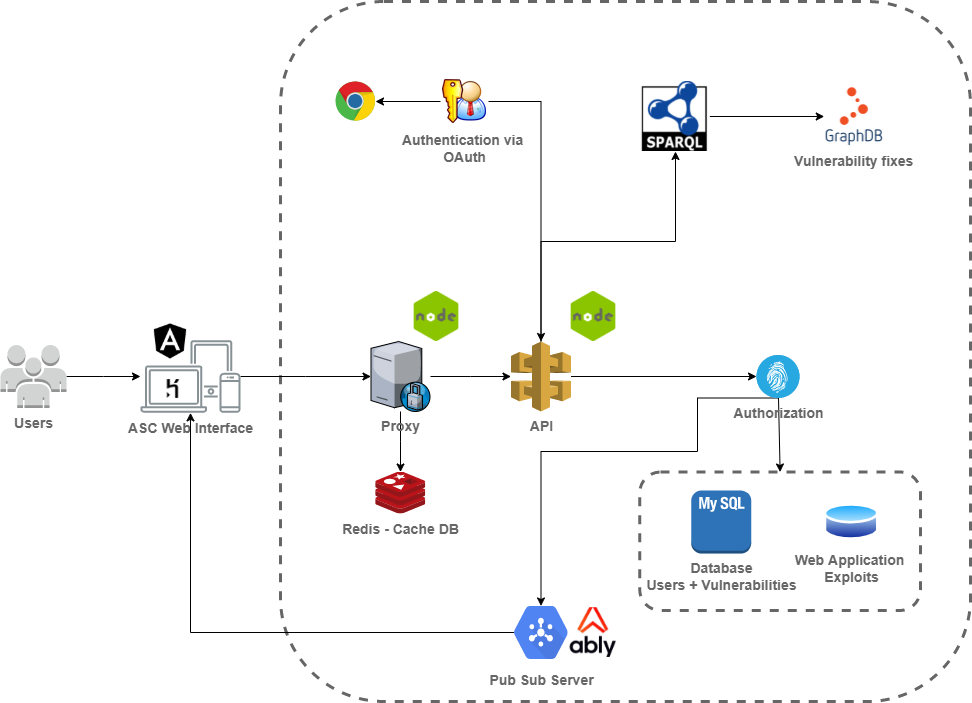 Authentication via
OAuth
SPARQL
GraphDB
Vulnerability fixes
node
node
A
Users
ASC Web Interface
Proxy
API
Authorization
Redis - Cache DB
My SQL
Database
Users + Vulnerabilities
Web Application
Exploits
ably
Pub Sub Server